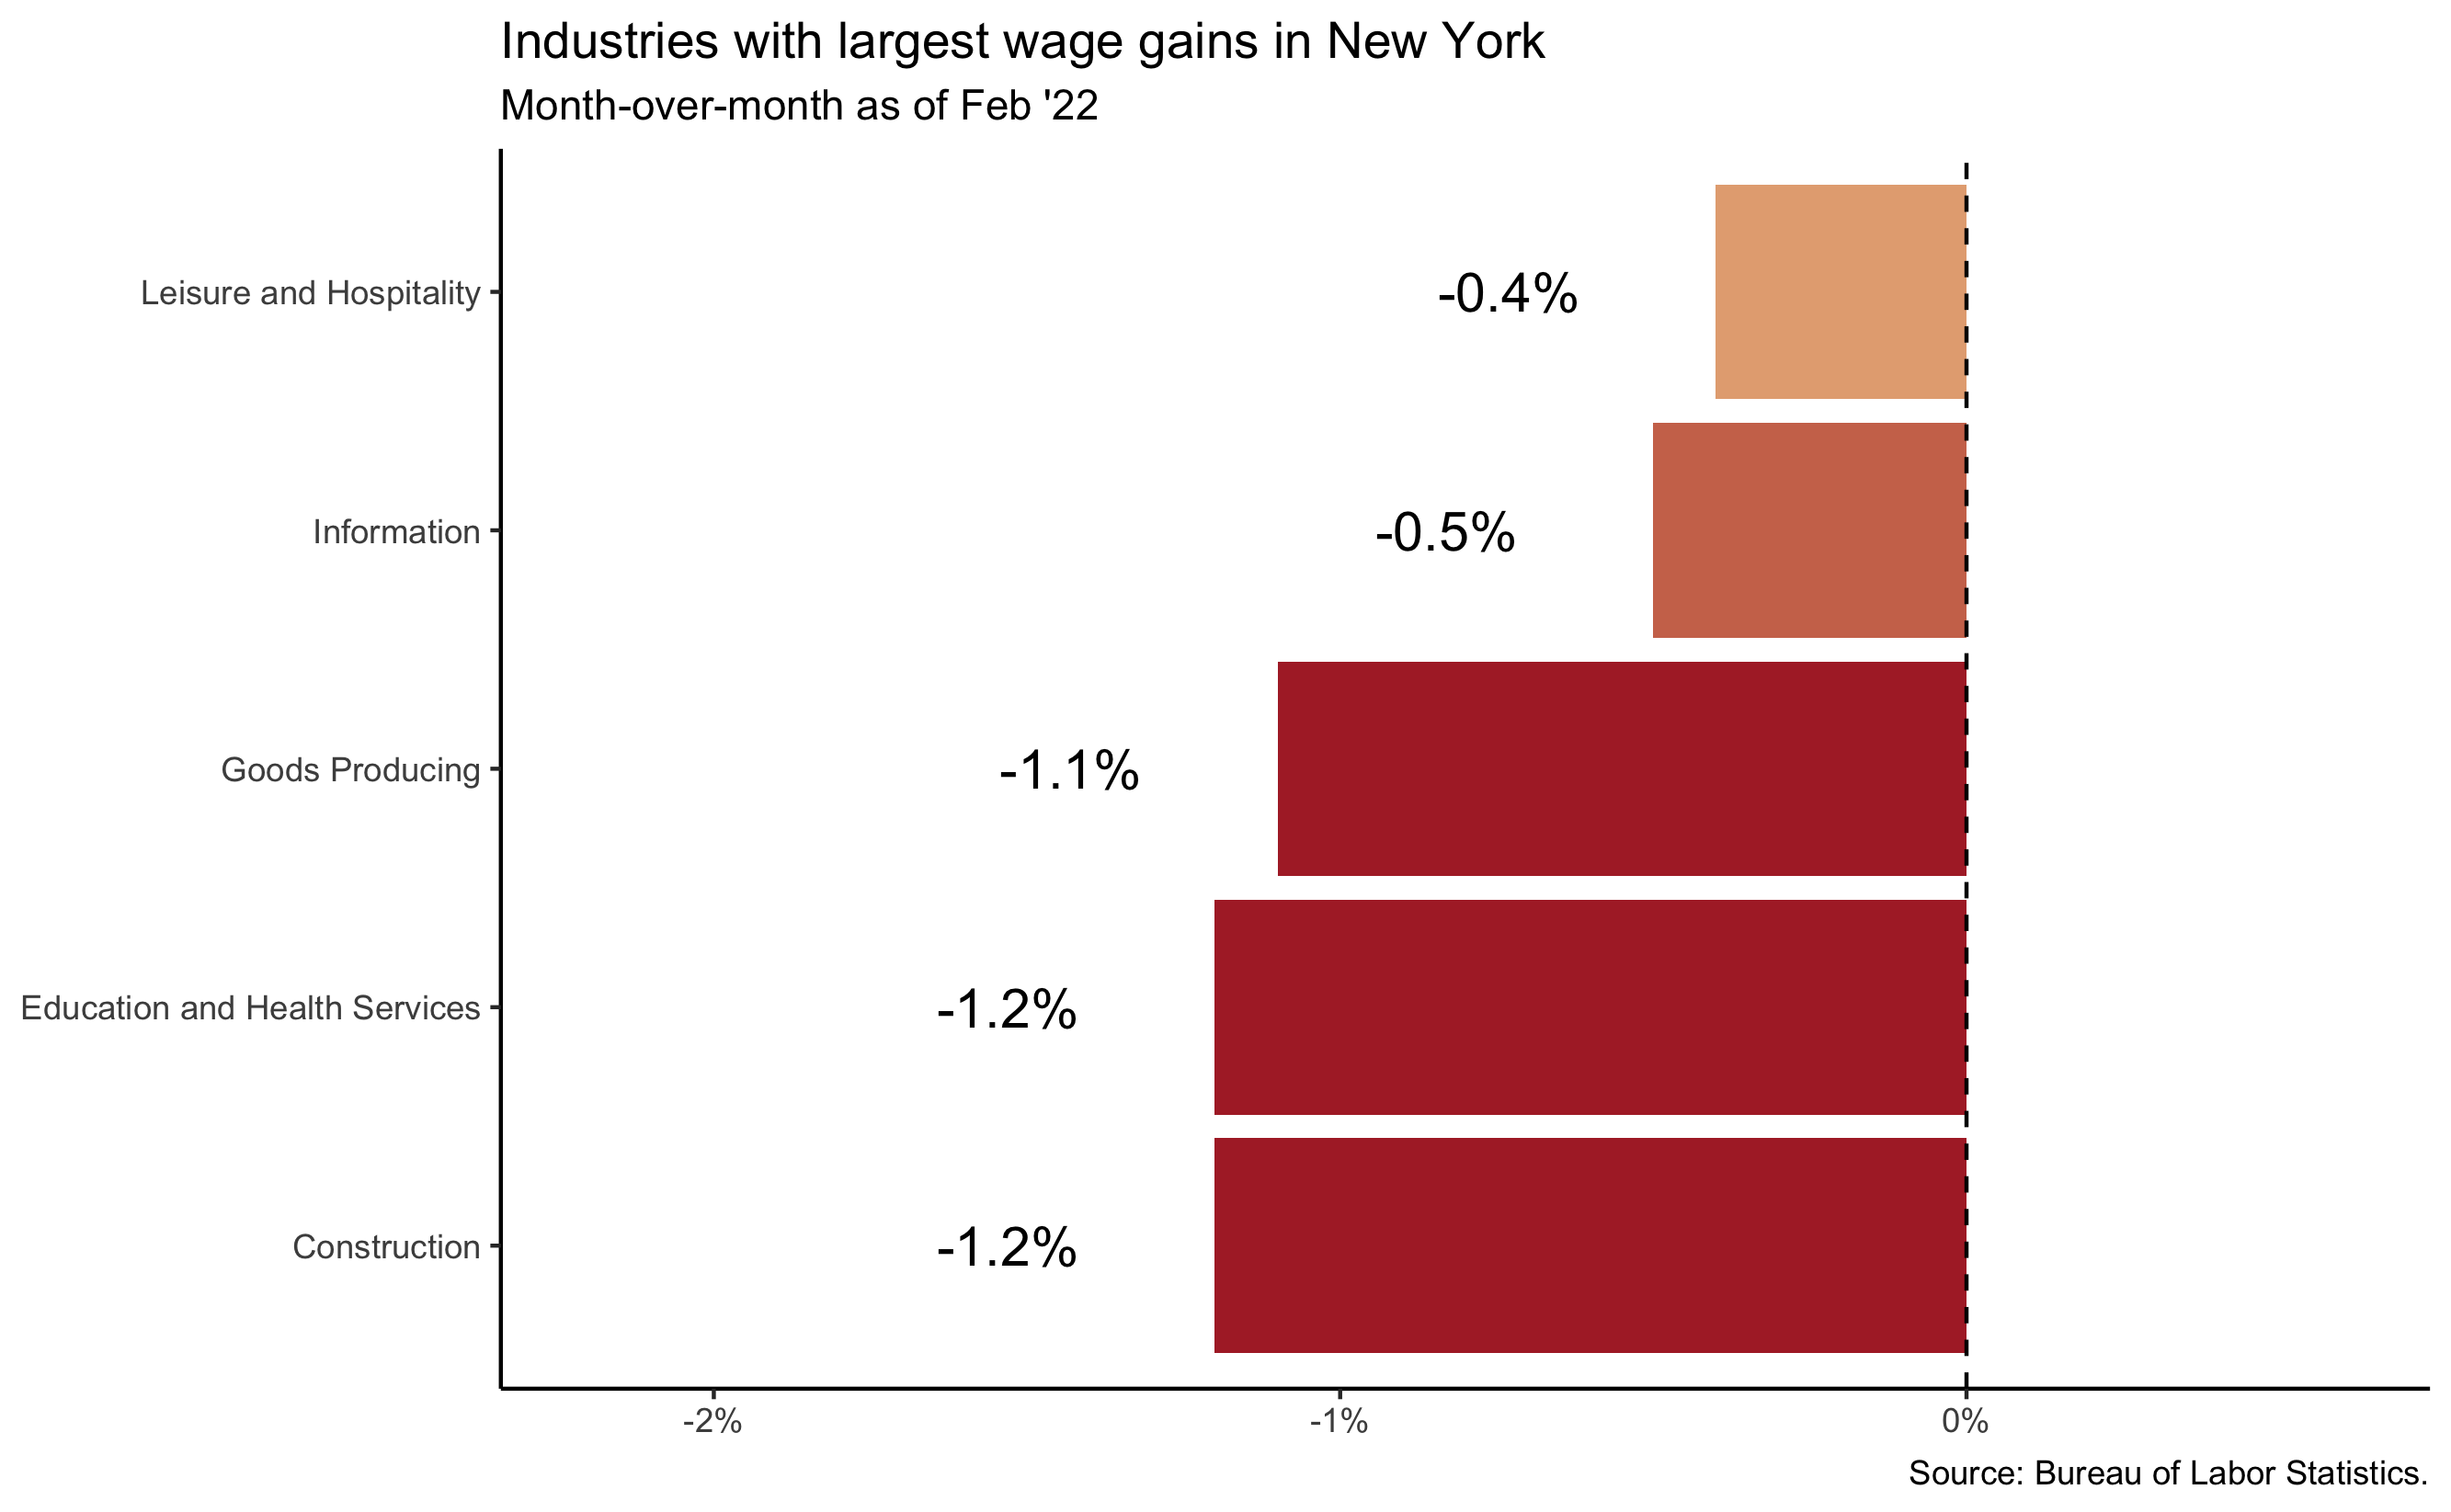 Industries with largest wage gains in New York
Month-over-month as of Feb '22
Leisure and Hospitality
-0.4%
Information
-0.5%
Goods Producing
-1.1%
Education and Health Services
-1.2%
Construction
-1.2%
-2%
-1%
0%
Source: Bureau of Labor Statistics.